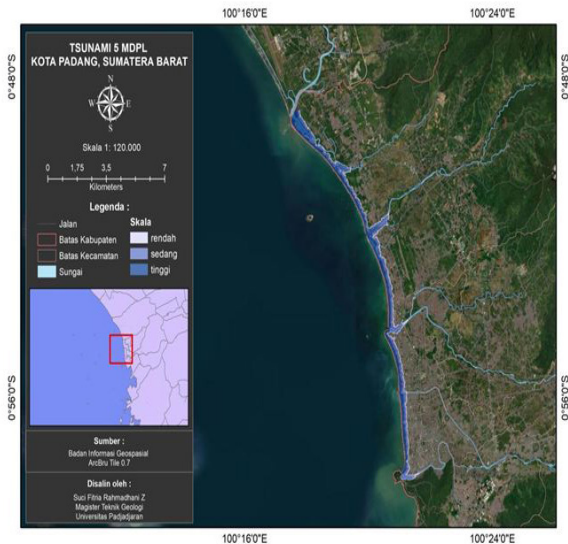 100°16'0"E
100°24'0"E
TSUNAMI 5 MDPL
KOTA PADANG, SUMATERA BARAT
N
W E
S
Skala 1: 120.000
0 1,75 3,5 7
Kilometers
Legenda :
Jalan
Batas Kabupaten
Batas Kecamatan
Sungai
Skala
rendah
sedang
tinggi
Sumber :
Badan Informasi Geospasial
ArcBru Tile 0.7
Disalin oleh :
Suci Fitria Rahmadhani Z
Magister Teknik Geologi
Universitas Padjadjaran
0°48'0"S
0°56'0"S
0°48'0"S
0°56'0"S
100°16'0"E
100°24'0"E